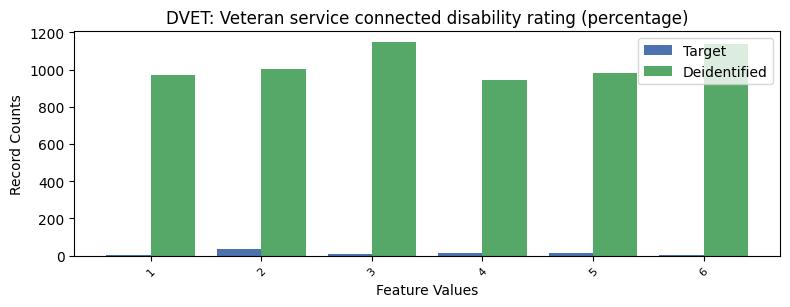 DVET: Veteran service connected disability rating (percentage)
1200
1000
800
600
400
200
0
Record Counts
Target
Deidentified
1 2 3 4 5 6
Feature Values